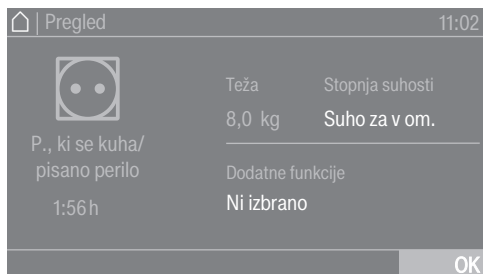 Pregled 11:02
Teža Stopnja suhosti
8,0 kg Suho za v om.
P., ki se kuha/
pisano perilo
1:56 h
Dodatne funkcije
Ni izbrano
OK